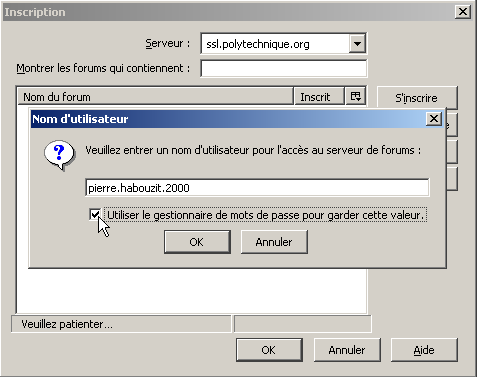 Inscription
Serveur :
ssl.polytechnique.org
Montrer les forums qui contiennent :
Nom du forum
Inscrit
S'inscrire
Nom d'utilisateur
Veuillez entrer un nom d'utilisateur pour l'accès au serveur de forums :
pierre.habouzit.2000
Utiliser le gestionnaire de mots de passe pour garder cette valeur.
OK
Annuler
Veuillez patienter...
OK
Annuler
Aide